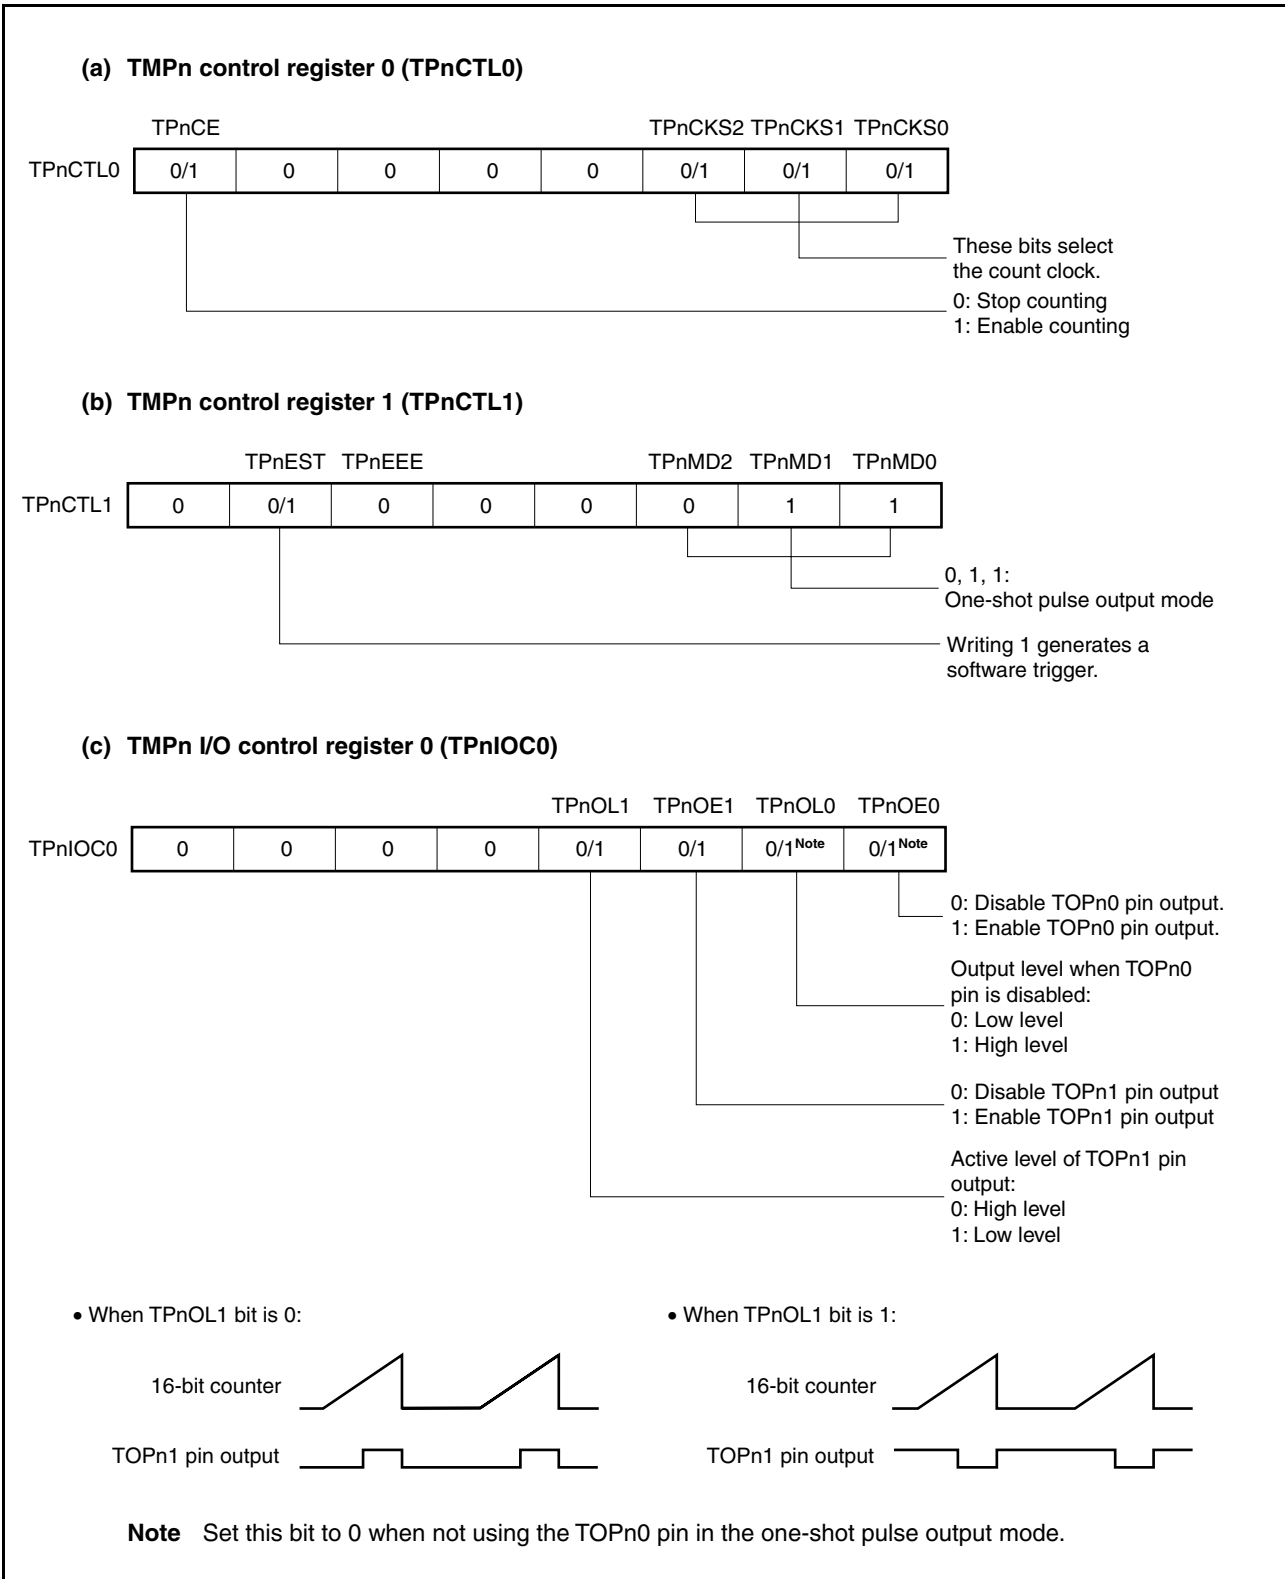 (a) TMPn control register 0 (TPnCTL0)
TPnCE TPnCKS2 TPnCKS1 TPnCKS0
TPnCTL0 0/1 0 0 0 0 0/1 0/1 0/1
These bits select
the count clock.
0: Stop counting
1: Enable counting
(b) TMPn control register 1 (TPnCTL1)
TPnEST TPnEEE TPnMD2 TPnMD1 TPnMD0
TPnCTL1 0 0/1 0 0 0 0 1 1
0, 1, 1:
One-shot pulse output mode
Writing 1 generates a
software trigger.
(c) TMPn I/O control register 0 (TPnIOC0)
TPnOL1 TPnOE1 TPnOL0 TPnOE0
TPnIOC0 0 0 0 0 0/1 0/1 0/1Note 0/1Note
0: Disable TOPn0 pin output.
1: Enable TOPn0 pin output.
Output level when TOPn0
pin is disabled:
0: Low level
1: High level
0: Disable TOPn1 pin output
1: Enable TOPn1 pin output
Active level of TOPn1 pin
output:
0: High level
1: Low level
• When TPnOL1 bit is 0:
16-bit counter
TOPn1 pin output
• When TPnOL1 bit is 1:
16-bit counter
TOPn1 pin output
Note Set this bit to 0 when not using the TOPn0 pin in the one-shot pulse output mode.